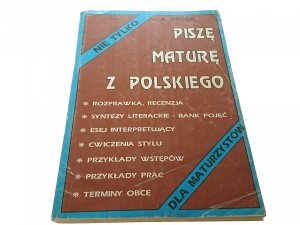 K. DROGA
PISZĘ
MATURĘ
Z POLSKIEGO
NIE TYLKO
* ROZPRAWKA, RECENZJA
* SYNTEZY LITERACKIE - BANK POJĘĆ
* ESEJ INTERPRETUJĄCY
* ĆWICZENIA STYLU
* PRZYKŁADY WSTĘPÓW
* PRZYKŁADY PRAC
* TERMINY OBCE
DLA MATURZYSTÓW